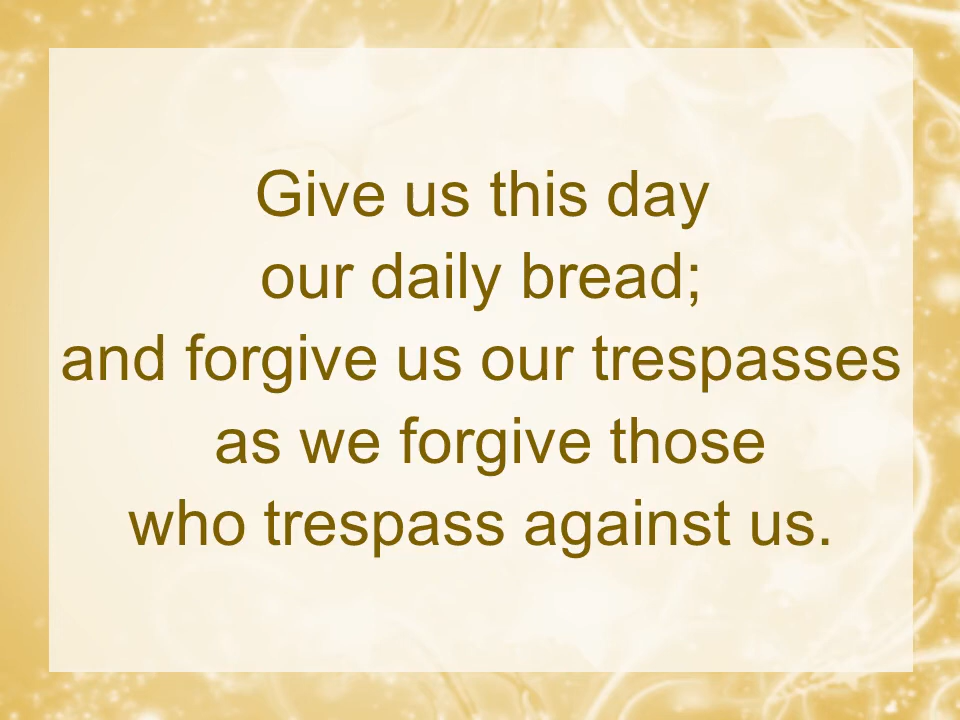 Give us this day
our daily bread;
and forgive us our trespasses
as we forgive those
who trespass against us.